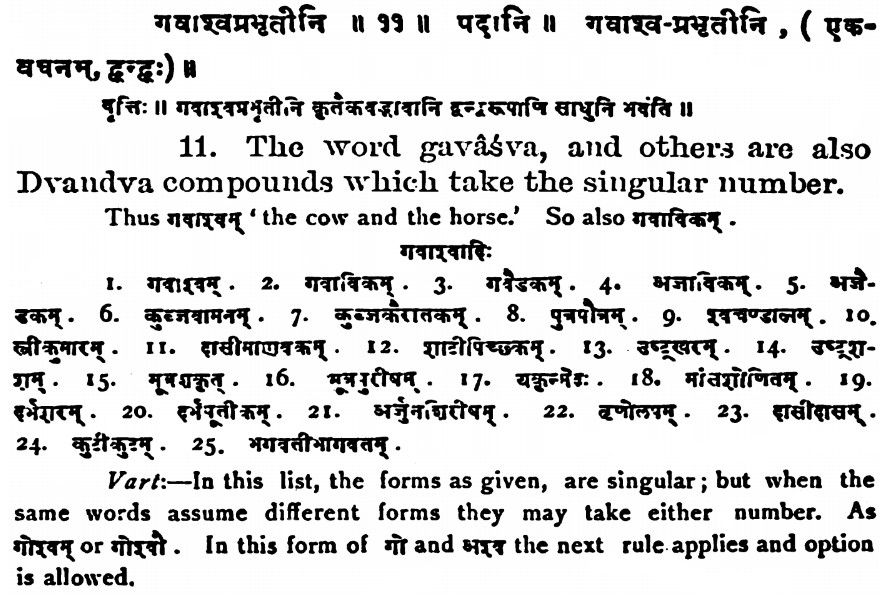 गवाश्वप्रभृतीनि ॥ ११ ॥ पदानि ॥ गवाश्व-प्रभृतीनि , ( एक-
वचनम्, द्वन्द्वः) ॥
वृत्तिः ॥ गवाश्वप्रभृतीनि कृतैकवद्भावानि द्वन्द्वरूपाणि साधुनि भवंति ॥
11. The word gavâśva, and others are also
Dvandva compounds which take the singular number.
Thus गवाश्वम् ‘ the cow and the horse.’ So also गवाविकम् .
गवाश्वादिः
1. गवाश्वम् . 2. गवाविकम् . 3. गवैडकम् . 4. अजाविकम् . 5. अजै-
डकम् . 6. कुब्जवामनम् . 7. कुब्जकैरातकम् . 8. पुत्रपौत्रम् . 9. श्वचण्डालम् . 10.
स्त्रीकुमारम् . 11. दासीमाणवकम् . 12. शाटीपिच्छकम् . 13. उष्ट्रखरम् . 14. उष्ट्रश-
शम् . 15. मूत्रशकृत् . 16. मूत्रपुरीषम् . 17. यकृन्मेदः . 18. मांसशोणितम् . 19.
दर्भशरम् . 20. दर्भपूतीकम् . 21. अर्जुनशिरीषम् . 22. तृणोलपम् . 23. दासीदासम् .
24. कुटीकुटम् . 25. भगवतीभागवतम् .
Vart:—In this list, the forms as given, are singular ; but when the
same words assume different forms they may take either number. As
गोश्वम् or गोश्वौ . In this form of गो and अश्व the next rule applies and option
is allowed.